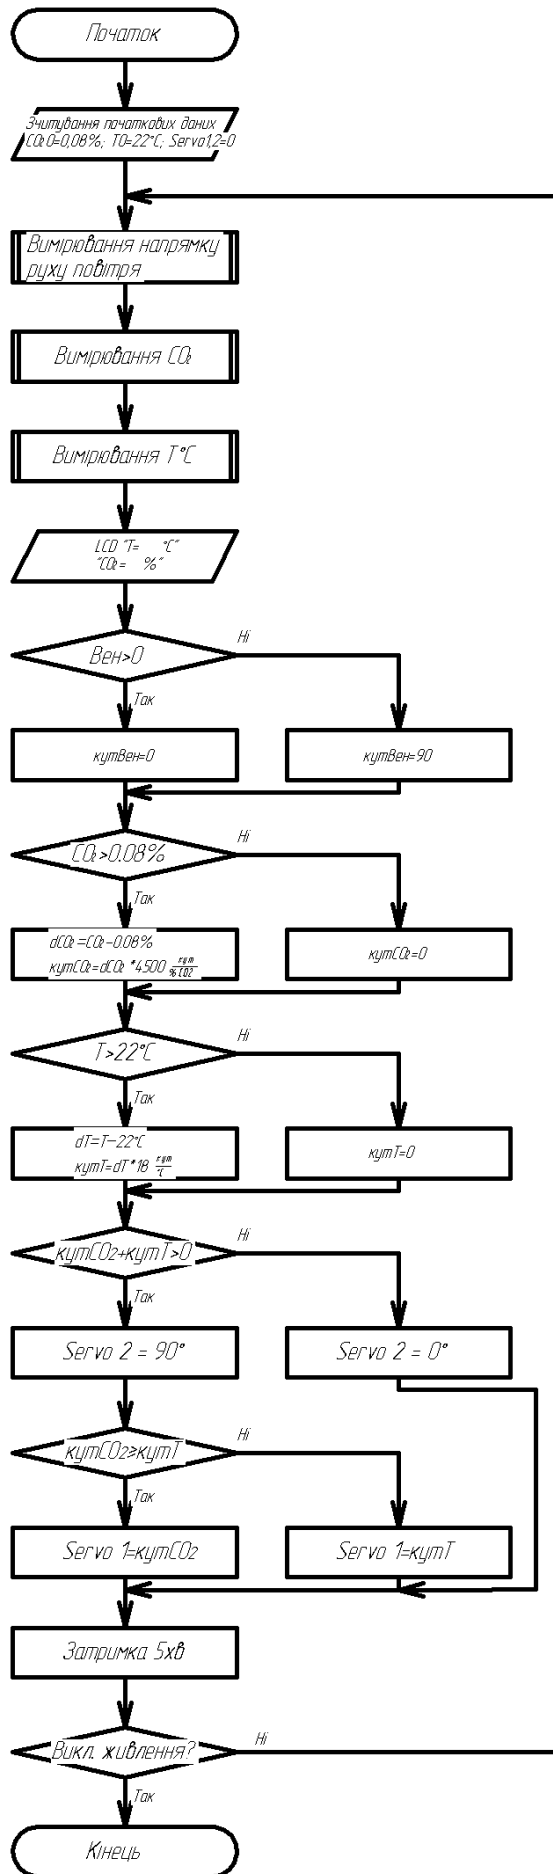 Початок
Зчитування початкових даних
CO₂0=0,08%; T0=22°C; Servo1,2=0
Вимірювання напрямку
руху повітря
Вимірювання CO₂
Вимірювання T°C
LCD "T=    °C"
"CO₂=   %"
Вен>0
Ні
Так
кутВен=0
кутВен=90
CO₂>0.08%
Ні
Так
dCO₂=CO₂-0.08%
кутCO₂=dCO₂*4500 кут/%CO2
кутCO₂=0
T>22°C
Ні
Так
dT=T-22°C
кутT=dT*18 кут/°C
кутT=0
кутCO₂+кутT>0
Ні
Так
Servo 2 = 90°
Servo 2 = 0°
кутCO₂≥кутT
Ні
Так
Servo 1=кутCO₂
Servo 1=кутT
Затримка 5хв
Викл. живлення?
Ні
Так
Кінець